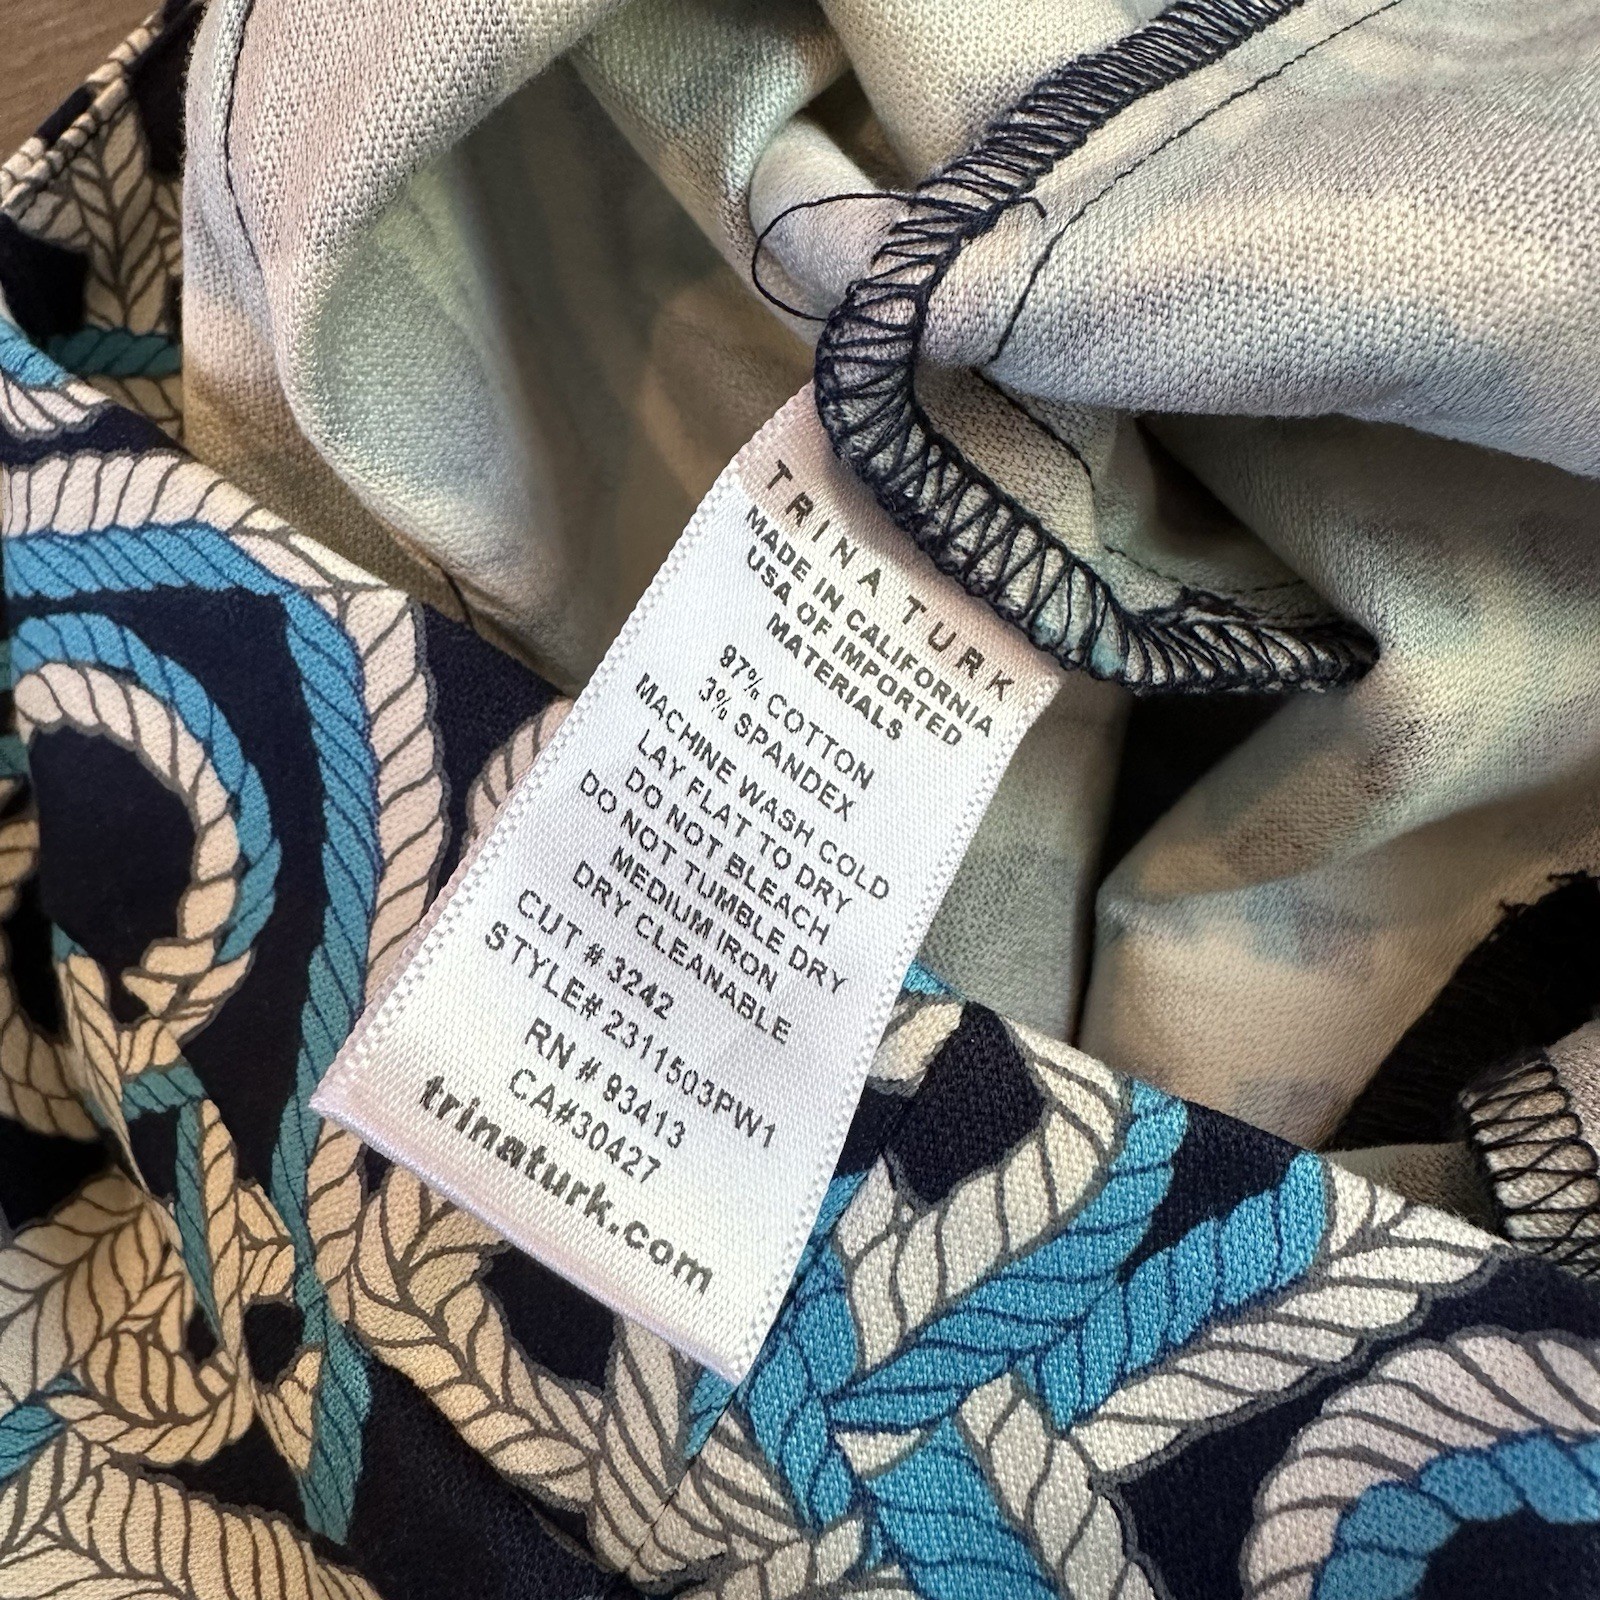 TRINA TURK
MADE IN CALIFORNIA
USA OF IMPORTED
MATERIALS
97% COTTON
3% SPANDEX
MACHINE WASH COLD
LAY FLAT TO DRY
DO NOT BLEACH
DO NOT TUMBLE DRY
MEDIUM IRON
DRY CLEANABLE
CUT # 3242
STYLE# 2311503PW1
RN # 93413
CA#30427
trinaturk.com